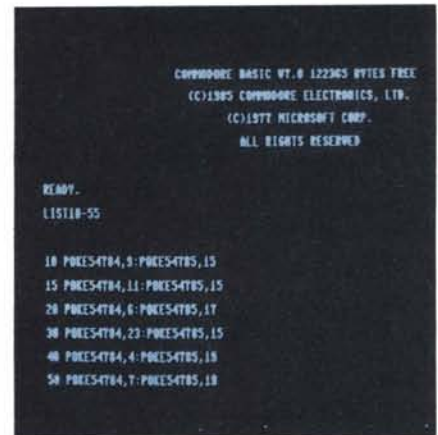 COMMODORE BASIC V7.0 122365 BYTES FREE
(C)1985 COMMODORE ELECTRONICS, LTD.
(C)1977 MICROSOFT CORP.
ALL RIGHTS RESERVED
READY.
LIST10-55
10 POKE54784,9:POKE54785,15
15 POKE54784,11:POKE54785,15
20 POKE54784,6:POKE54785,17
30 POKE54784,23:POKE54785,15
40 POKE54784,4:POKE54785,19
50 POKE54784,7:POKE54785,19